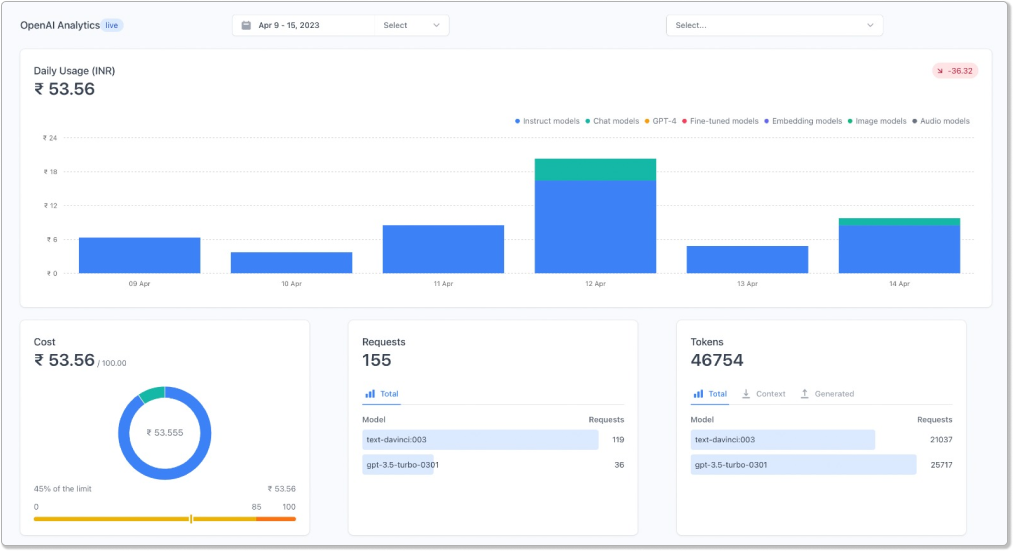 OpenAI Analytics live
Apr 9 - 15, 2023 Select
Select...
Daily Usage (INR)
₹ 53.56
-36.32
Instruct models Chat models GPT-4 Fine-tuned models Embedding models Image models Audio models
₹ 24
₹ 18
₹ 12
₹ 6
₹ 0
09 Apr 10 Apr 11 Apr 12 Apr 13 Apr 14 Apr
Cost
₹ 53.56 / 100.00
₹ 53.555
45% of the limit ₹ 53.56
0 85 100
Requests
155
Total
Model Requests
text-davinci:003 119
gpt-3.5-turbo-0301 36
Tokens
46754
Total Context Generated
Model Requests
text-davinci:003 21037
gpt-3.5-turbo-0301 25717